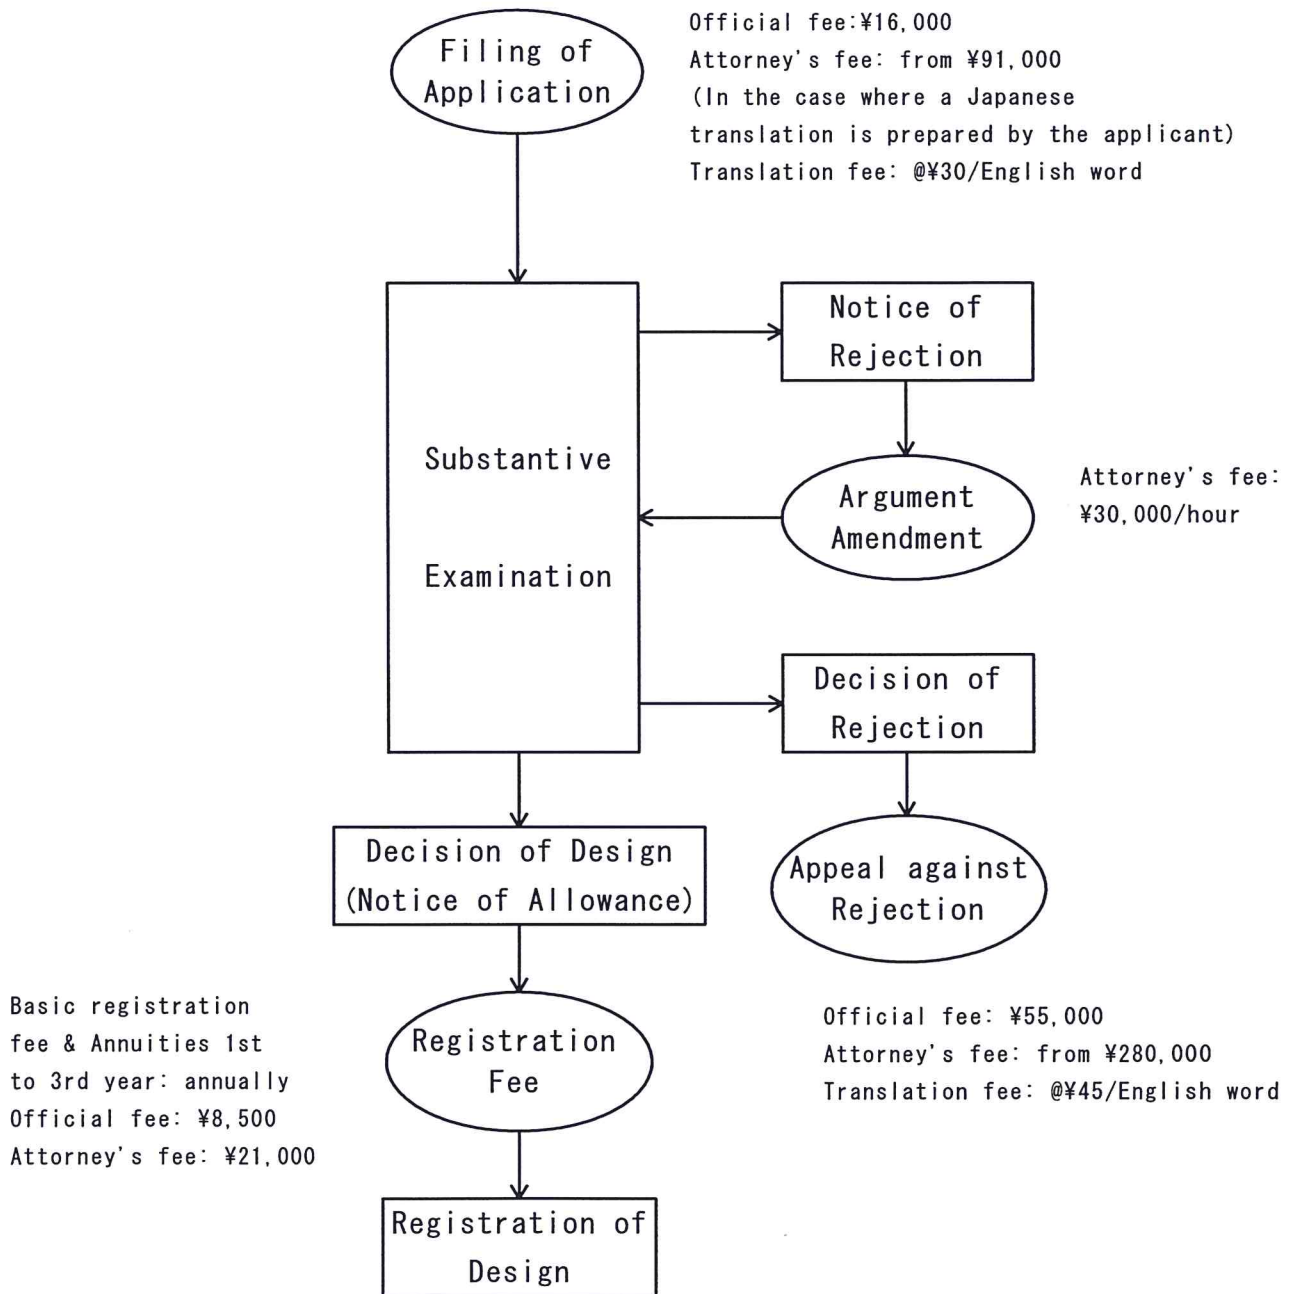 Filing of
Application
Official fee:¥16,000
Attorney's fee: from ¥91,000
(In the case where a Japanese
translation is prepared by the applicant)
Translation fee: @¥30/English word
Notice of
Rejection
Substantive
Examination
Argument
Amendment
Attorney's fee:
¥30,000/hour
Decision of
Rejection
Decision of Design
(Notice of Allowance)
Appeal against
Rejection
Basic registration
fee & Annuities 1st
to 3rd year: annually
Official fee: ¥8,500
Attorney's fee: ¥21,000
Registration
Fee
Official fee: ¥55,000
Attorney's fee: from ¥280,000
Translation fee: @¥45/English word
Registration of
Design